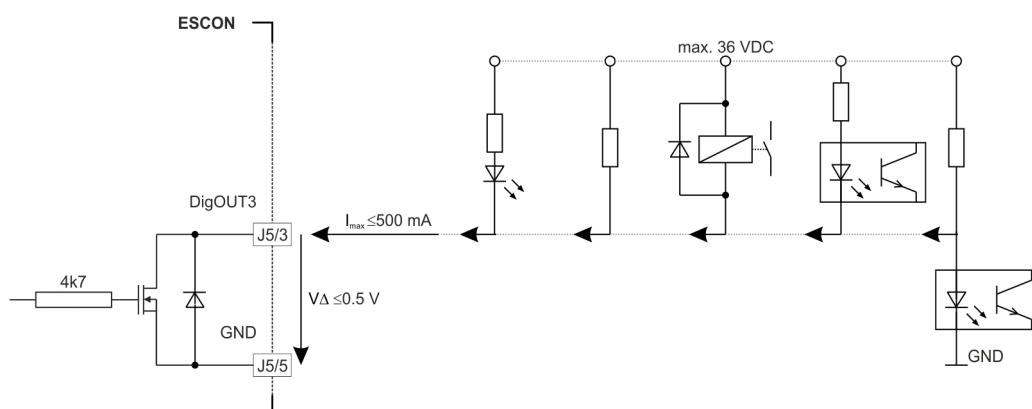 ESCON
max. 36 VDC
DigOUT3
J5/3
Imax ≤500 mA
4k7
VΔ ≤0.5 V
GND
J5/5
GND